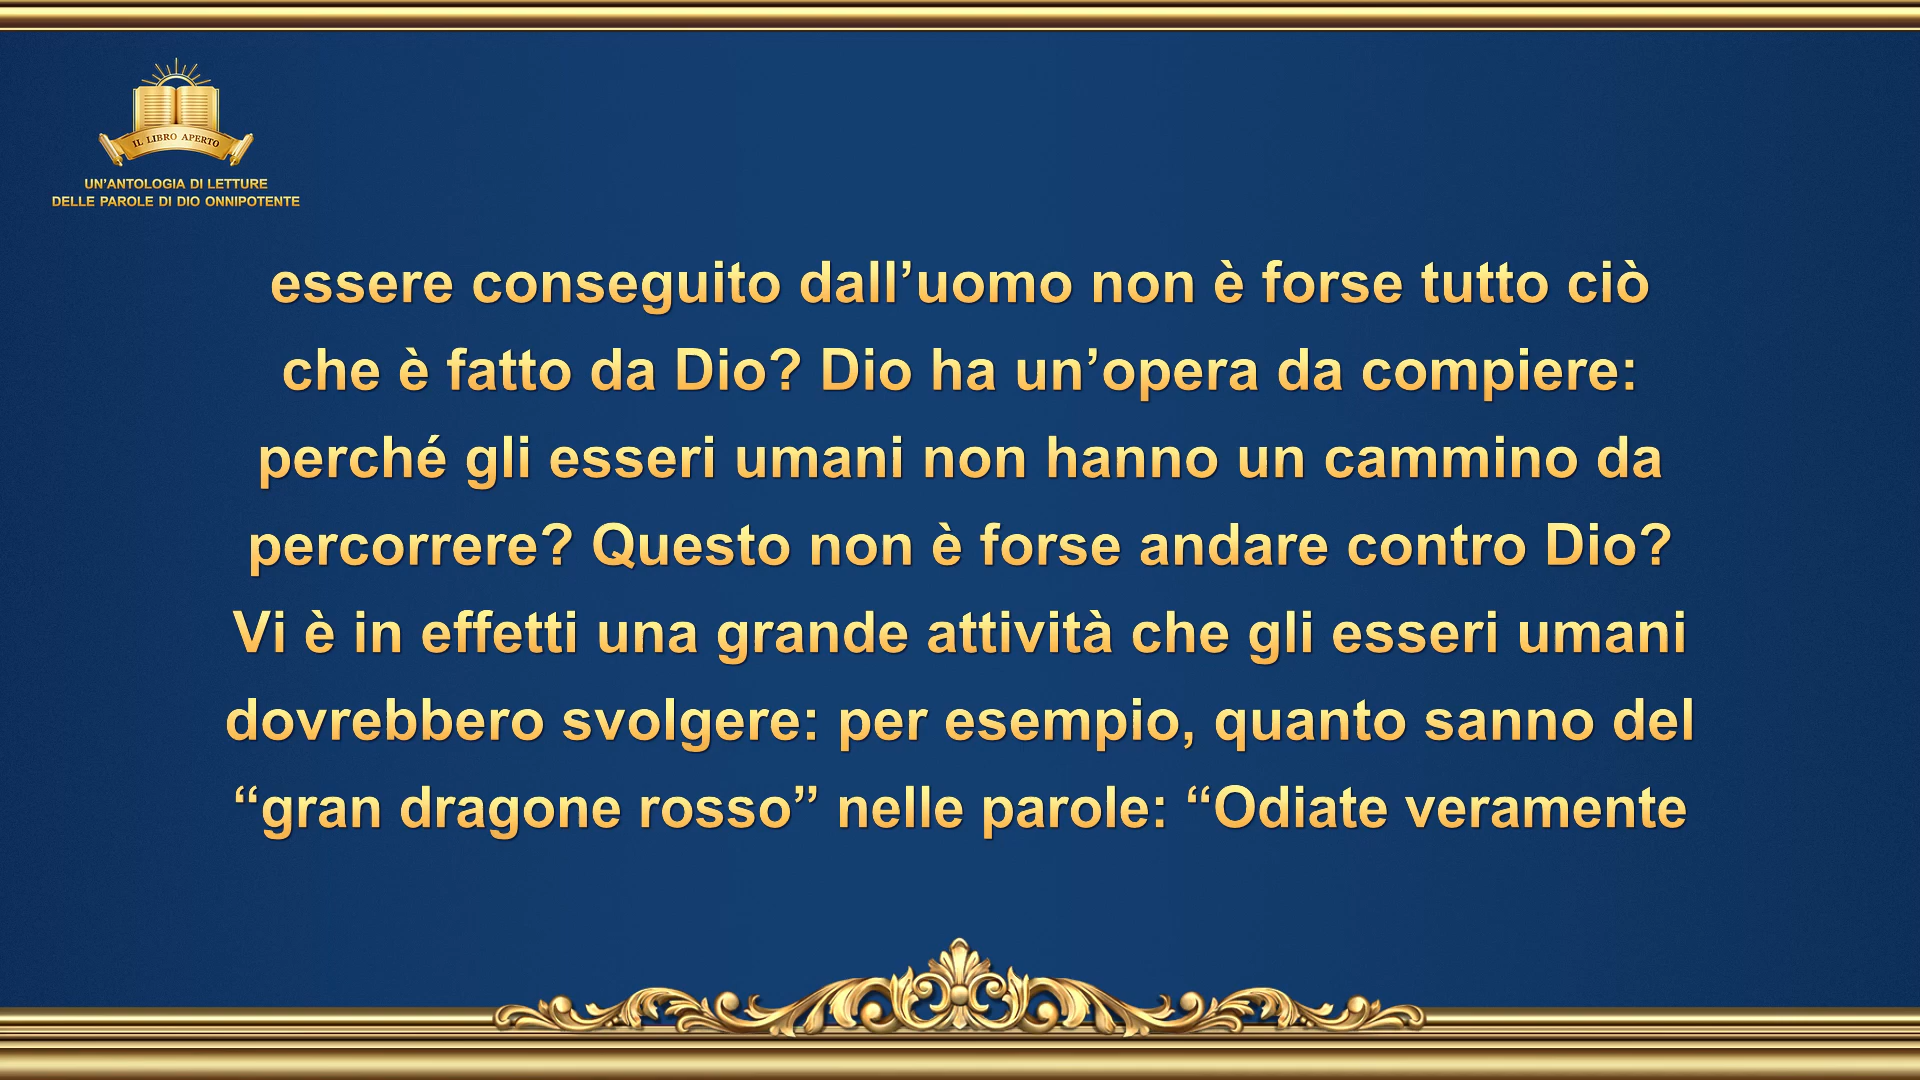 IL LIBRO APERTO
UN’ANTOLOGIA DI LETTURE
DELLE PAROLE DI DIO ONNIPOTENTE
essere conseguito dall’uomo non è forse tutto ciò
che è fatto da Dio? Dio ha un’opera da compiere:
perché gli esseri umani non hanno un cammino da
percorrere? Questo non è forse andare contro Dio?
Vi è in effetti una grande attività che gli esseri umani
dovrebbero svolgere: per esempio, quanto sanno del
“gran dragone rosso” nelle parole: “Odiate veramente